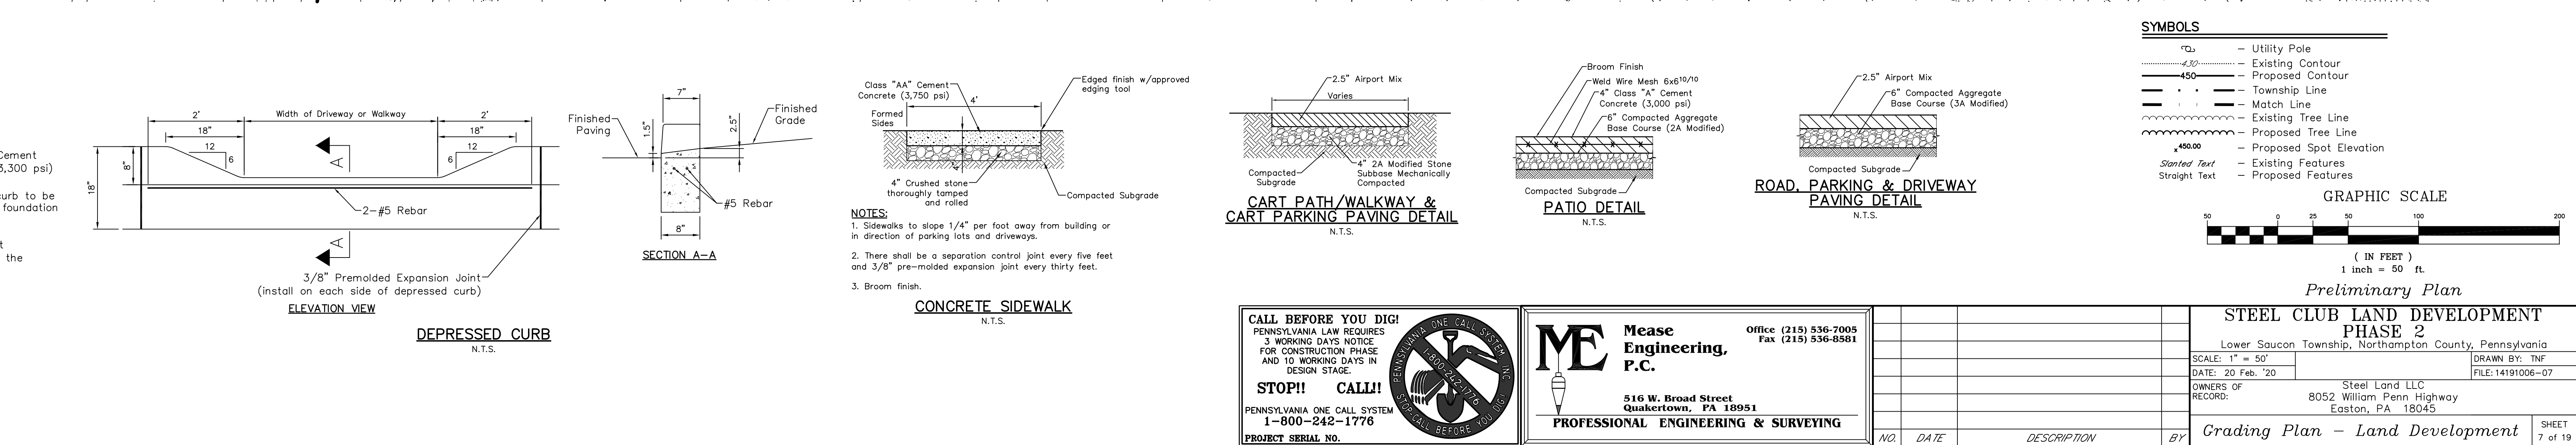 Cement
3,300 psi)
curb to be
foundation
t
the
2'
Width of Driveway or Walkway
2'
18"
18"
12
6
12
6
8"
18"
A
A
2-#5 Rebar
3/8" Premolded Expansion Joint
(install on each side of depressed curb)
ELEVATION VIEW
DEPRESSED CURB
N.T.S.
7"
Finished
Paving
1.5"
2.5"
Finished
Grade
#5 Rebar
8"
SECTION A-A
Class "AA" Cement
Concrete (3,750 psi)
4'
Edged finish w/approved
edging tool
Formed
Sides
4"
4" Crushed stone
thoroughly tamped
and rolled
Compacted Subgrade
NOTES:
1. Sidewalks to slope 1/4" per foot away from building or
in direction of parking lots and driveways.
2. There shall be a separation control joint every five feet
and 3/8" pre-molded expansion joint every thirty feet.
3. Broom finish.
CONCRETE SIDEWALK
N.T.S.
2.5" Airport Mix
Varies
Compacted
Subgrade
4" 2A Modified Stone
Subbase Mechanically
Compacted
CART PATH/WALKWAY &
CART PARKING PAVING DETAIL
N.T.S.
Broom Finish
Weld Wire Mesh 6x6 10/10
4" Class "A" Cement
Concrete (3,000 psi)
6" Compacted Aggregate
Base Course (2A Modified)
Compacted Subgrade
PATIO DETAIL
N.T.S.
2.5" Airport Mix
6" Compacted Aggregate
Base Course (3A Modified)
Compacted Subgrade
ROAD, PARKING & DRIVEWAY
PAVING DETAIL
N.T.S.
SYMBOLS
– Utility Pole
430 – Existing Contour
450 – Proposed Contour
– Township Line
– Match Line
– Existing Tree Line
– Proposed Tree Line
x 450.00 – Proposed Spot Elevation
Slanted Text – Existing Features
Straight Text – Proposed Features
GRAPHIC SCALE
50 0 25 50 100 200
( IN FEET )
1 inch = 50 ft.
Preliminary Plan
CALL BEFORE YOU DIG!
PENNSYLVANIA LAW REQUIRES
3 WORKING DAYS NOTICE
FOR CONSTRUCTION PHASE
AND 10 WORKING DAYS IN
DESIGN STAGE.
STOP!! CALL!!
PENNSYLVANIA ONE CALL SYSTEM
1-800-242-1776
PROJECT SERIAL NO.
PENNSYLVANIA ONE CALL SYSTEM, INC
1-800-242-1776
STOP-CALL BEFORE YOU DIG!
ME
Mease
Engineering,
P.C.
Office (215) 536-7005
Fax (215) 536-8581
516 W. Broad Street
Quakertown, PA 18951
PROFESSIONAL ENGINEERING & SURVEYING
NO. DATE DESCRIPTION BY
STEEL CLUB LAND DEVELOPMENT
PHASE 2
Lower Saucon Township, Northampton County, Pennsylvania
SCALE: 1" = 50'
DRAWN BY: TNF
DATE: 20 Feb. '20
FILE: 14191006-07
OWNERS OF
RECORD:
Steel Land LLC
8052 William Penn Highway
Easton, PA 18045
Grading Plan – Land Development
SHEET
7 of 19